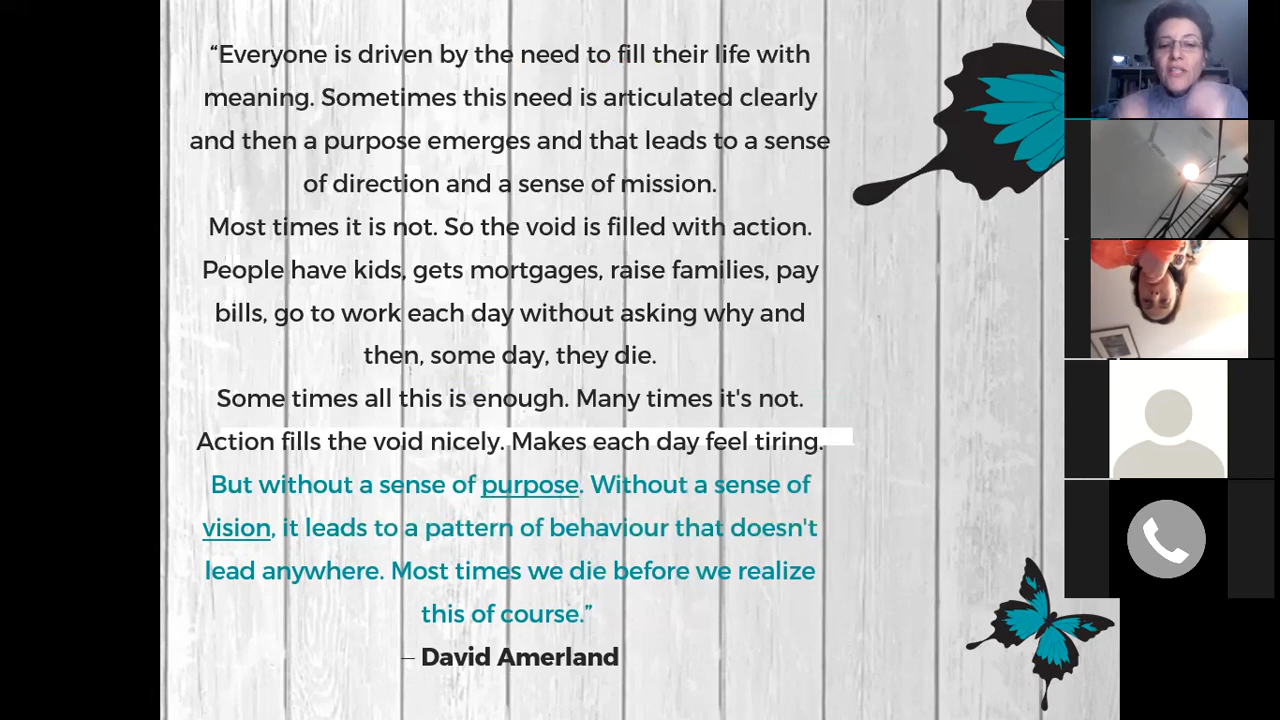 “Everyone is driven by the need to fill their life with
meaning. Sometimes this need is articulated clearly
and then a purpose emerges and that leads to a sense
of direction and a sense of mission.
Most times it is not. So the void is filled with action.
People have kids, gets mortgages, raise families, pay
bills, go to work each day without asking why and
then, some day, they die.
Some times all this is enough. Many times it's not.
Action fills the void nicely. Makes each day feel tiring.
But without a sense of purpose. Without a sense of
vision, it leads to a pattern of behaviour that doesn't
lead anywhere. Most times we die before we realize
this of course.”
– David Amerland